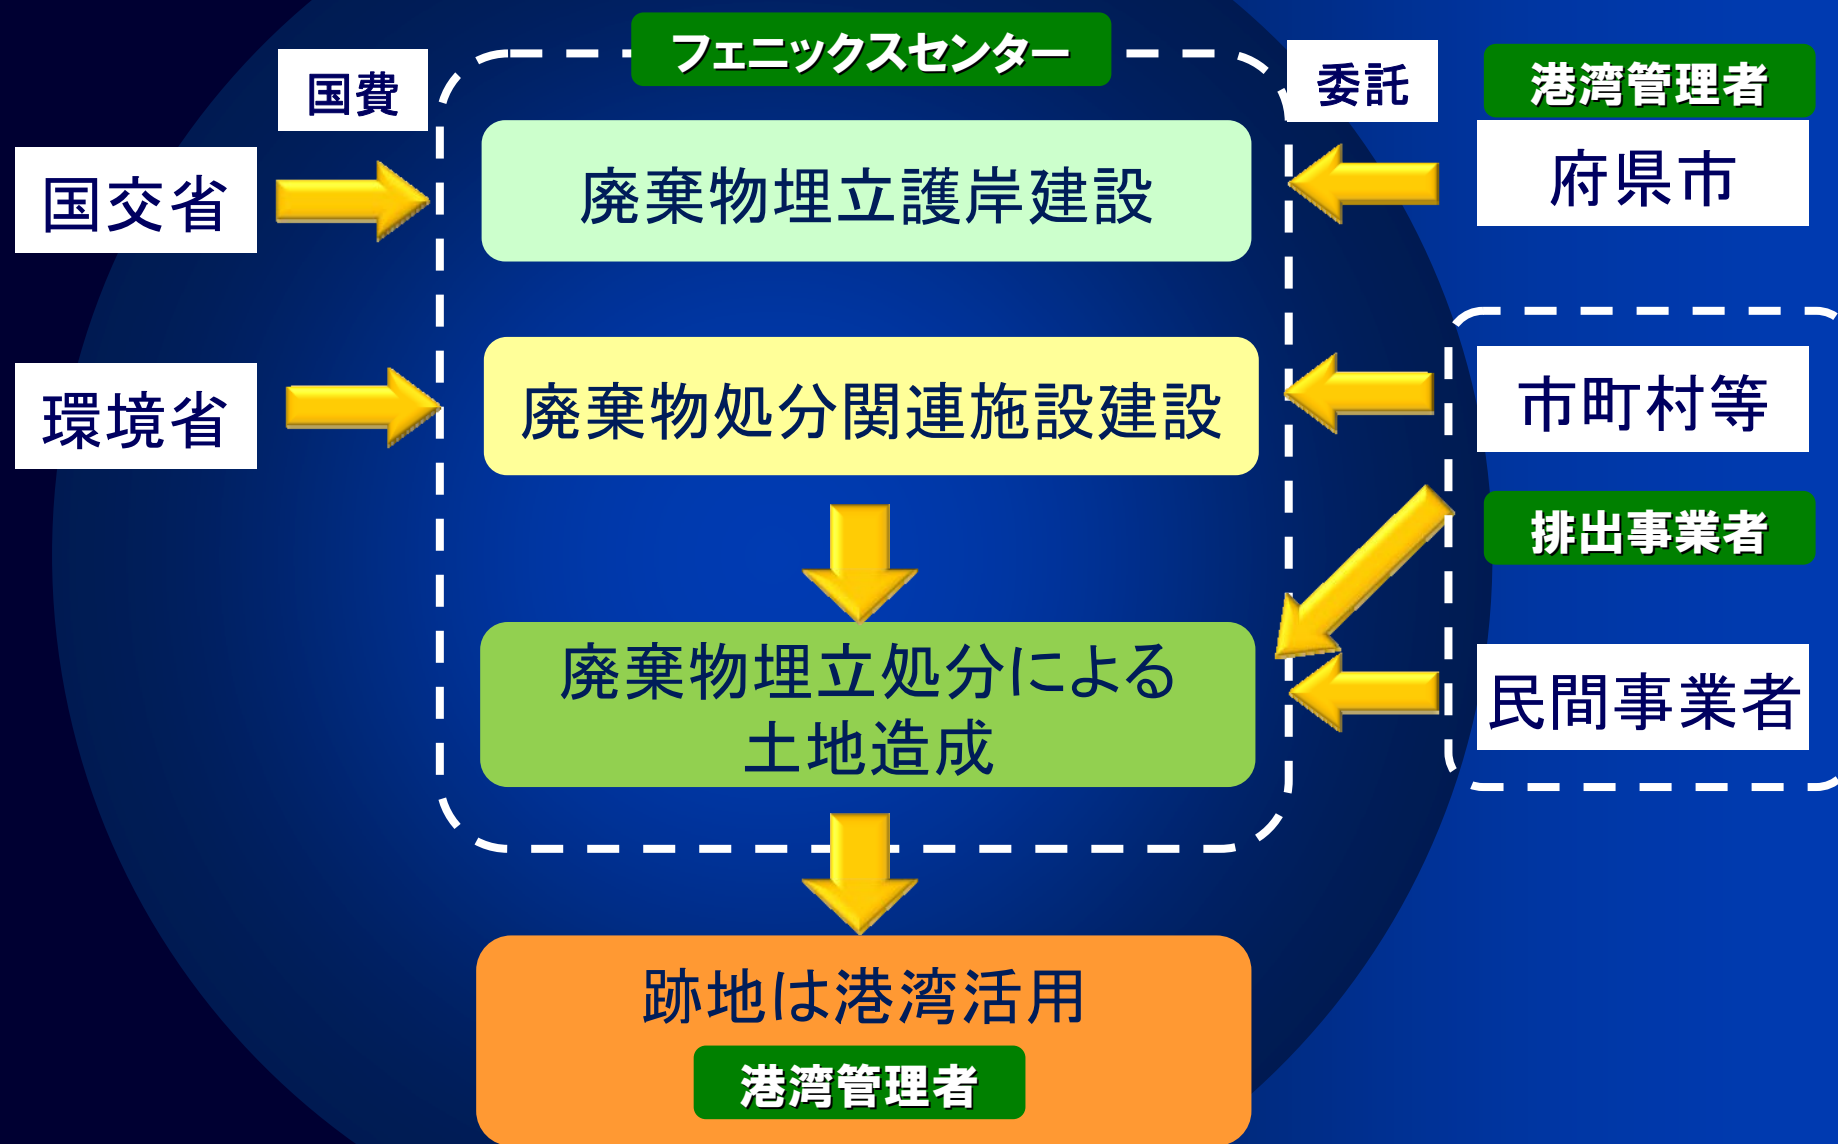 フェニックスセンター
国費
委託
港湾管理者
国交省
廃棄物埋立護岸建設
府県市
環境省
廃棄物処分関連施設建設
市町村等
排出事業者
廃棄物埋立処分による
土地造成
民間事業者
跡地は港湾活用
港湾管理者